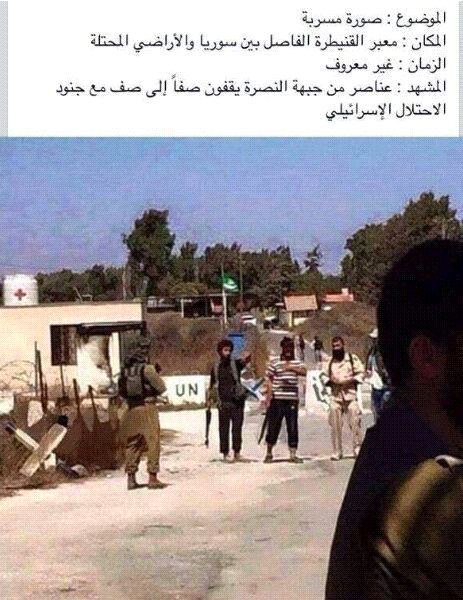 الموضوع : صورة مسربة
المكان : معبر القنيطرة الفاصل بين سوريا والأراضي المحتلة
الزمان : غير معروف
المشهد : عناصر من جبهة النصرة يقفون صفاً إلى صف مع جنود
الاحتلال الإسرائيلي
UN